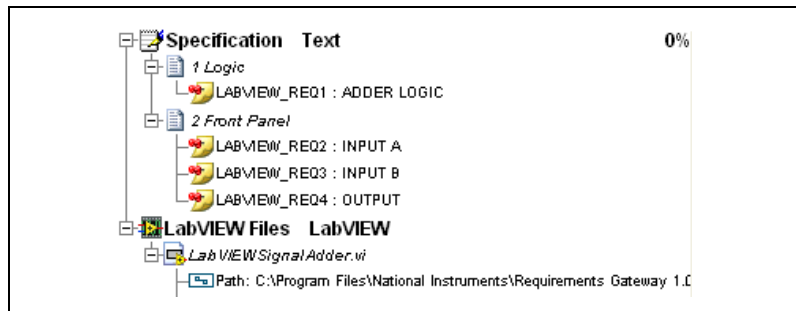 Specification Text 0%
1 Logic
LABVIEW_REQ1 : ADDER LOGIC
2 Front Panel
LABVIEW_REQ2 : INPUT A
LABVIEW_REQ3 : INPUT B
LABVIEW_REQ4 : OUTPUT
LabVIEW Files LabVIEW
LabVIEWSignalAdder.vi
Path: C:\Program Files\National Instruments\Requirements Gateway 1.